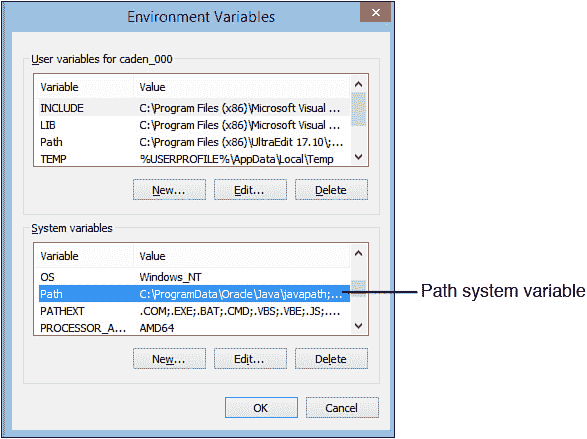 Environment Variables
User variables for caden_000
Variable Value
INCLUDE C:\Program Files (x86)\Microsoft Visual ...
LIB C:\Program Files (x86)\Microsoft Visual ...
Path C:\Program Files (x86)\UltraEdit 17.10\;...
TEMP %USERPROFILE%\AppData\Local\Temp
New... Edit... Delete
System variables
Variable Value
OS Windows_NT
Path C:\ProgramData\Oracle\Java\javapath;...
Path system variable
PATHEXT .COM;.EXE;.BAT;.CMD;.VBS;.VBE;.JS;....
PROCESSOR_A... AMD64
New... Edit... Delete
OK Cancel